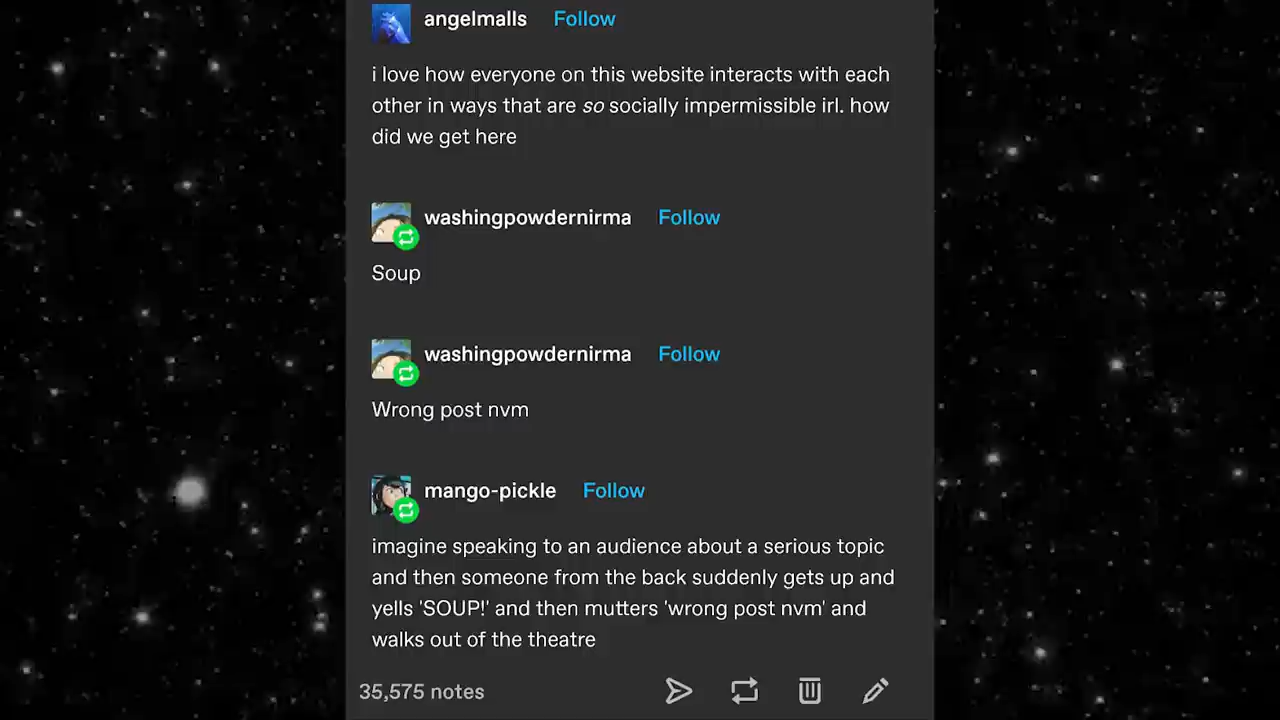 angelmalls Follow
i love how everyone on this website interacts with each
other in ways that are so socially impermissible irl. how
did we get here
washingpowdernirma Follow
Soup
washingpowdernirma Follow
Wrong post nvm
mango-pickle Follow
imagine speaking to an audience about a serious topic
and then someone from the back suddenly gets up and
yells 'SOUP!' and then mutters 'wrong post nvm' and
walks out of the theatre
35,575 notes